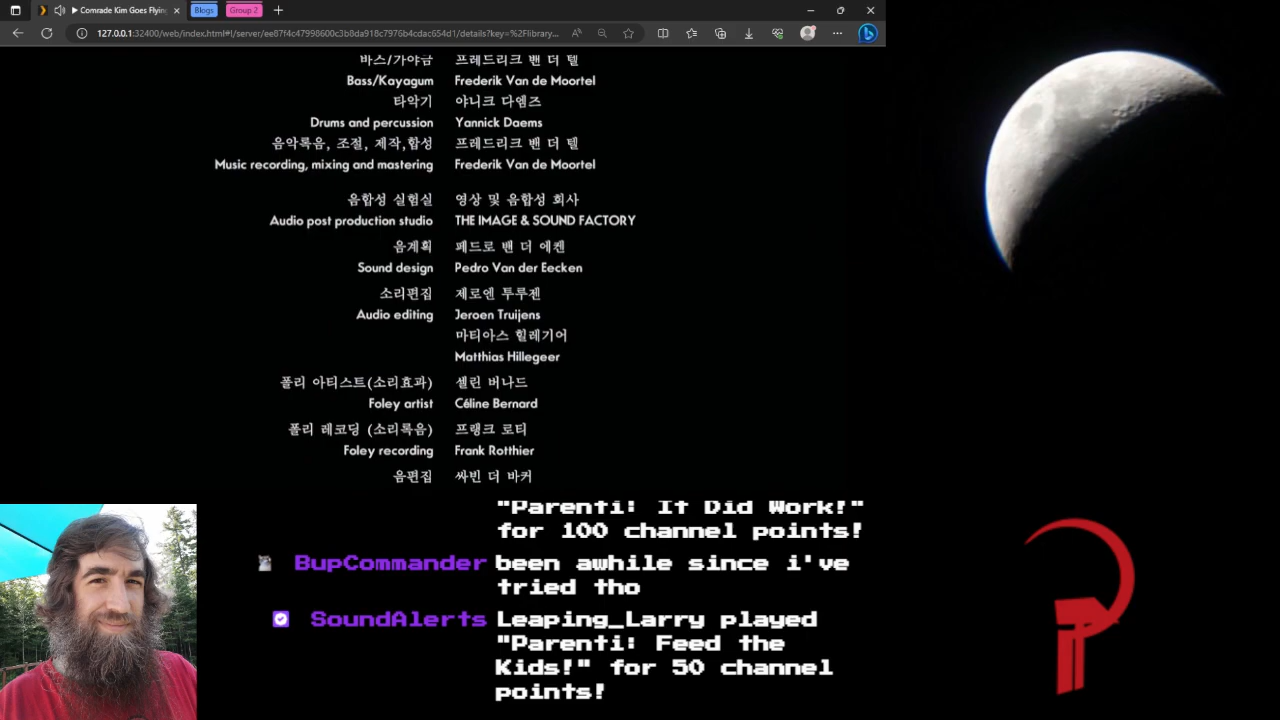 Comrade Kim Goes Flying
Blogs
Group 2
127.0.0.1:32400/web/index.html#!/server/ee87f4c47998600c3b8da918c7976b4cdac654d1/details?key=%2Flibrary...
바스/가야금 프레드리크 밴 더 텔
Bass/Kayagum Frederik Van de Moortel
타악기 야니크 다엠즈
Drums and percussion Yannick Daems
음악록음, 조절, 제작,합성 프레드리크 밴 더 텔
Music recording, mixing and mastering Frederik Van de Moortel
음합성 실험실 영상 및 음합성 회사
Audio post production studio THE IMAGE & SOUND FACTORY
음계획 페드로 밴 더 에켄
Sound design Pedro Van der Eecken
소리편집 제로엔 투루젠
Audio editing Jeroen Truijens
마티아스 힐레기어
Matthias Hillegeer
폴리 아티스트(소리효과) 셀린 버나드
Foley artist Céline Bernard
폴리 레코딩 (소리록음) 프랭크 로티
Foley recording Frank Rotthier
음편집 싸빈 더 바커
"Parenti: It Did Work!"
for 100 channel points!
BupCommander been awhile since i've
tried tho
SoundAlerts Leaping_Larry played
"Parenti: Feed the
Kids!" for 50 channel
points!